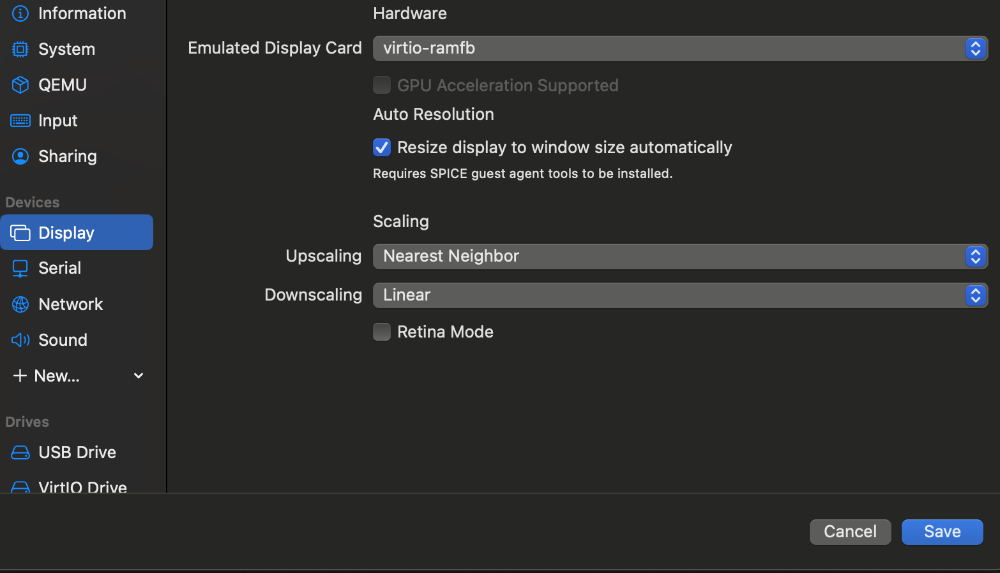 Information
System
QEMU
Input
Sharing
Devices
Display
Serial
Network
Sound
New...
Drives
USB Drive
VirtIO Drive
Hardware
Emulated Display Card virtio-ramfb
GPU Acceleration Supported
Auto Resolution
Resize display to window size automatically
Requires SPICE guest agent tools to be installed.
Scaling
Upscaling Nearest Neighbor
Downscaling Linear
Retina Mode
Cancel Save